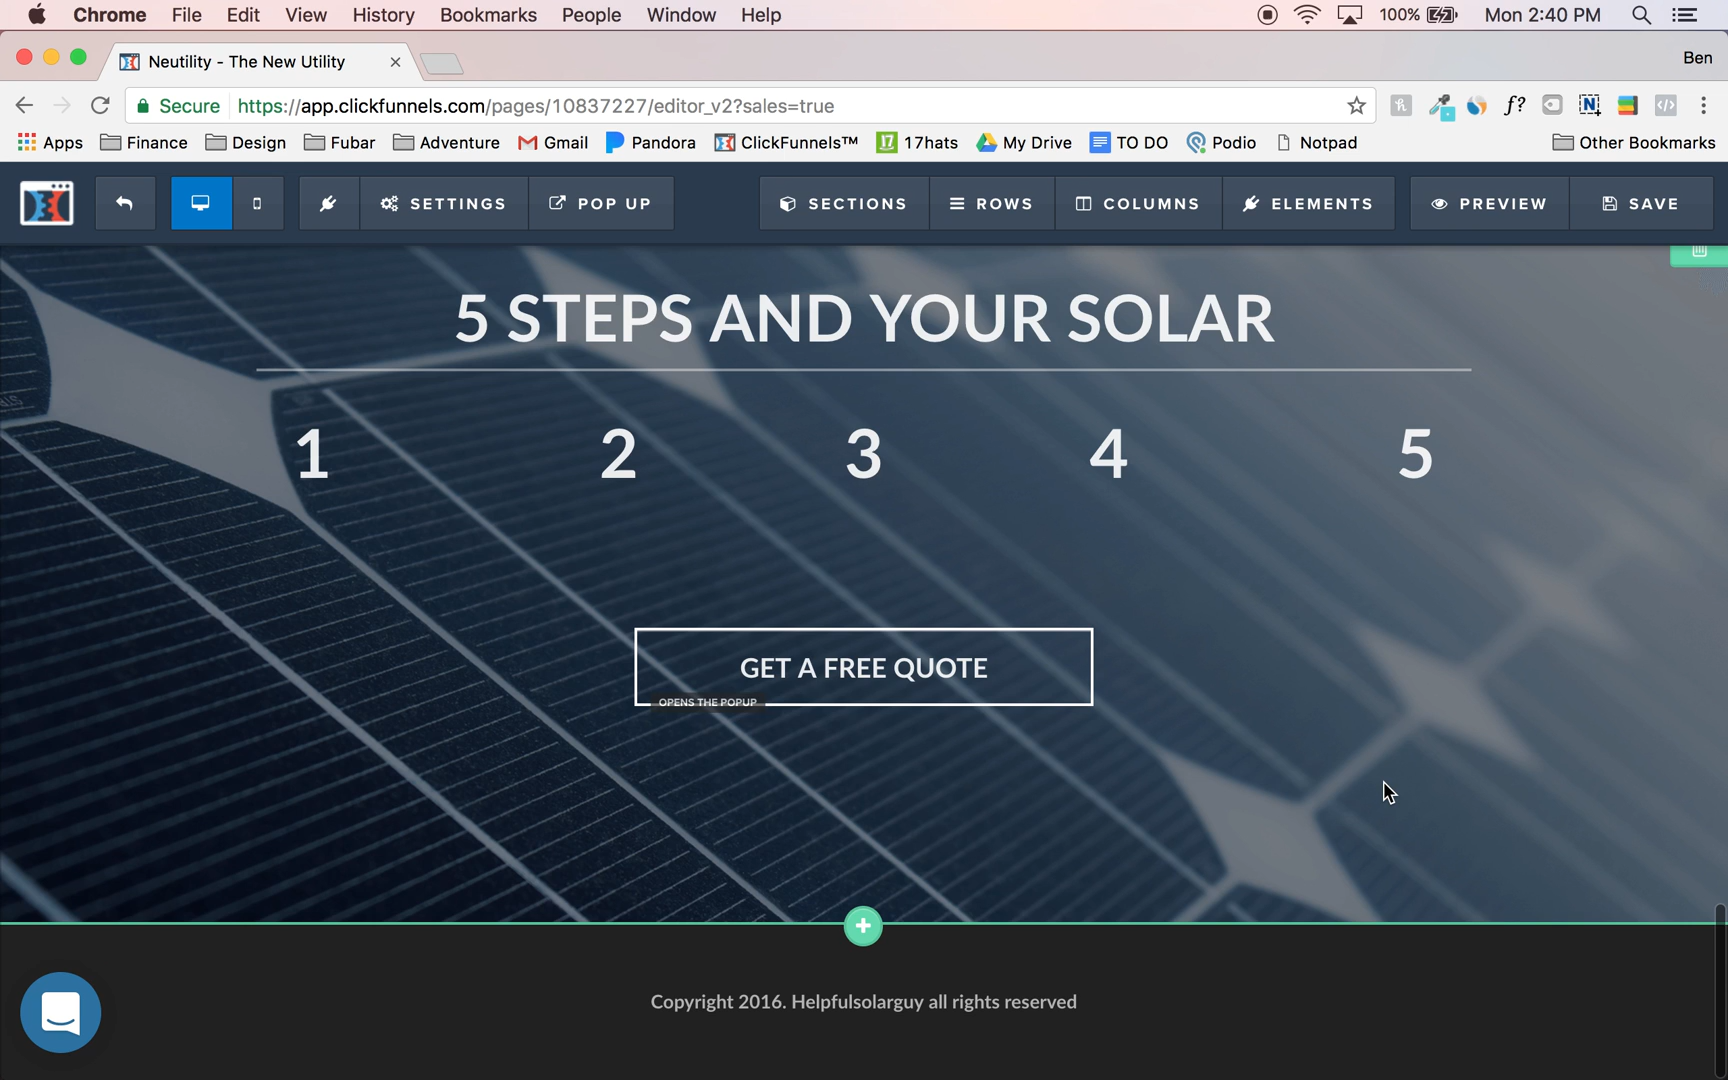 Chrome File Edit View History Bookmarks People Window Help 100% Mon 2:40 PM
Neutility - The New Utility Ben
Secure https://app.clickfunnels.com/pages/10837227/editor_v2?sales=true f?
Apps Finance Design Fubar Adventure Gmail Pandora ClickFunnels™ 17hats My Drive TO DO Podio Notpad Other Bookmarks
SETTINGS POP UP SECTIONS ROWS COLUMNS ELEMENTS PREVIEW SAVE
5 STEPS AND YOUR SOLAR
1 2 3 4 5
GET A FREE QUOTE
OPENS THE POPUP
Copyright 2016. Helpfulsolarguy all rights reserved